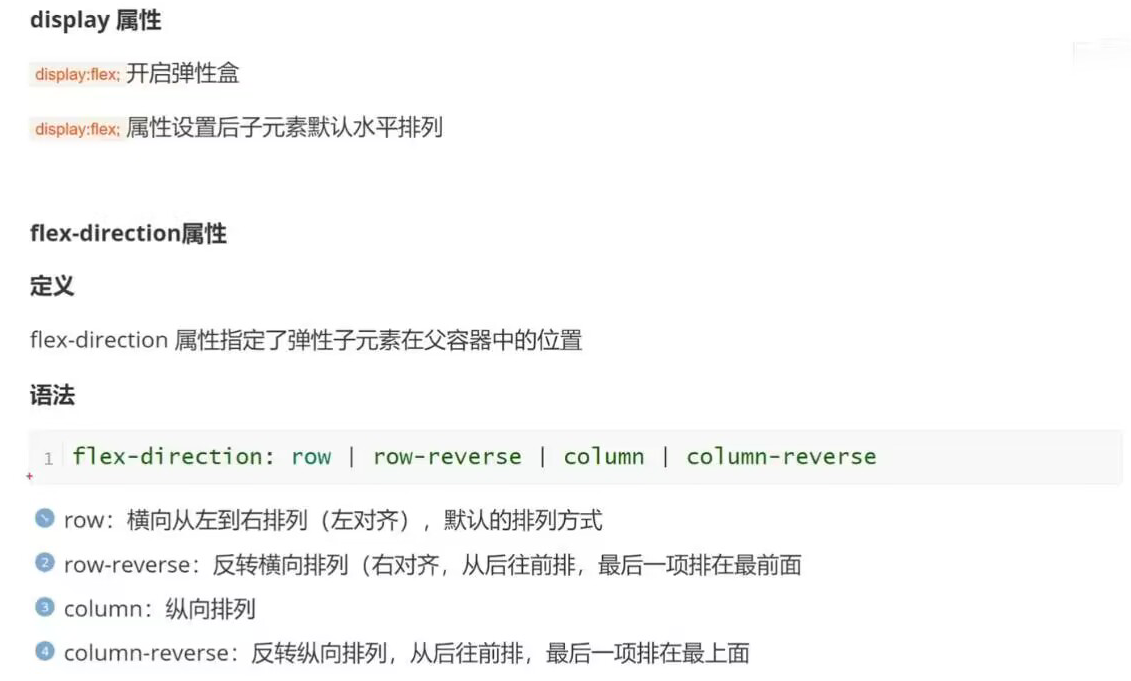 display 属性
display:flex; 开启弹性盒
display:flex; 属性设置后子元素默认水平排列
flex-direction属性
定义
flex-direction 属性指定了弹性子元素在父容器中的位置
语法
1 flex-direction: row | row-reverse | column | column-reverse
row：横向从左到右排列（左对齐），默认的排列方式
2 row-reverse：反转横向排列（右对齐，从后往前排，最后一项排在最前面
3 column：纵向排列
4 column-reverse：反转纵向排列，从后往前排，最后一项排在最上面